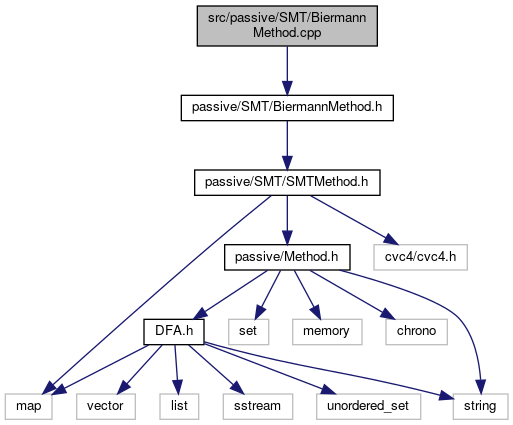 src/passive/SMT/Biermann
Method.cpp
passive/SMT/BiermannMethod.h
passive/SMT/SMTMethod.h
passive/Method.h
cvc4/cvc4.h
DFA.h
set
memory
chrono
map
vector
list
sstream
unordered_set
string